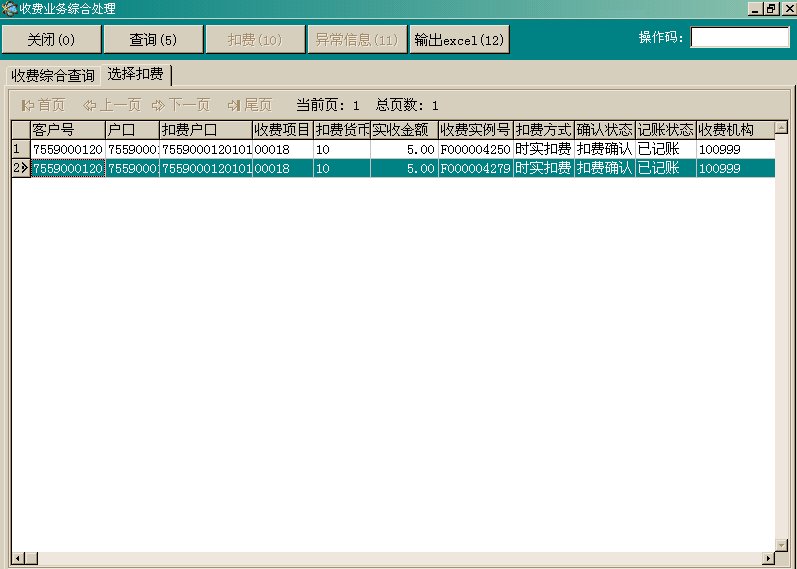 收费业务综合处理
关闭(0) 查询(5) 扣费(10) 异常信息(11) 输出excel(12) 操作码:
收费综合查询 选择扣费
首页 上一页 下一页 尾页 当前页: 1 总页数: 1
客户号 户口 扣费户口 收费项目 扣费货币 实收金额 收费实例号 扣费方式 确认状态 记账状态 收费机构
1 7559000120 7559000 7559000120101 00018 10 5.00 F000004250 时实扣费 扣费确认 已记账 100999
2 7559000120 7559000 7559000120101 00018 10 5.00 F000004279 时实扣费 扣费确认 已记账 100999